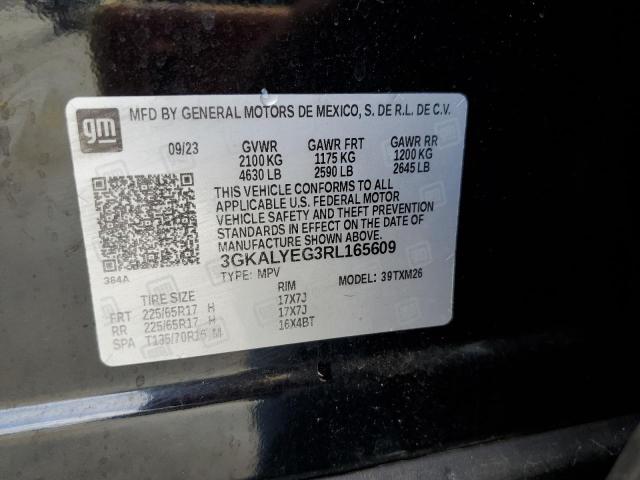 gm
MFD BY GENERAL MOTORS DE MEXICO, S. DE R.L. DE C.V.
09/23 GVWR GAWR FRT GAWR RR
2100 KG 1175 KG 1200 KG
4630 LB 2590 LB 2645 LB
THIS VEHICLE CONFORMS TO ALL
APPLICABLE U.S. FEDERAL MOTOR
VEHICLE SAFETY AND THEFT PREVENTION
STANDARDS IN EFFECT ON THE DATE OF
MANUFACTURE SHOWN ABOVE.
3GKALYEG3RL165609
384A TYPE: MPV MODEL: 39TXM26
TIRE SIZE RIM
FRT 225/65R17 H 17X7J
RR 225/65R17 H 17X7J
SPA T135/70R16 M 16X4BT